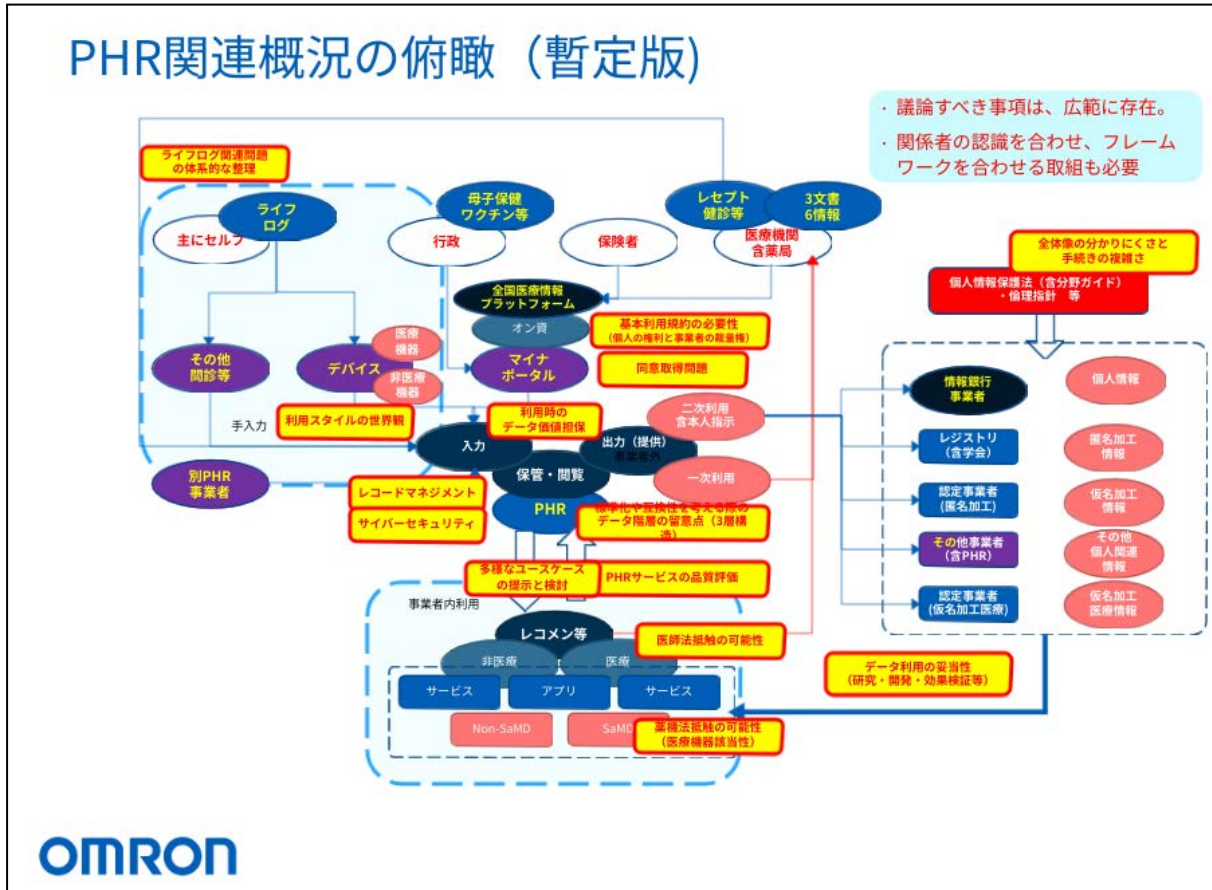 PHR関連概況の俯瞰（暫定版)
・ 議論すべき事項は、広範に存在。
・ 関係者の認識を合わせ、フレーム
ワークを合わせる取組も必要
ライフログ関連問題
の体系的な整理
ライフ
ログ
主にセルフ
母子保健
ワクチン等
行政
保険者
レセプト
健診等
3文書
6情報
医療機関
含薬局
全体像の分かりにくさと
手続きの複雑さ
個人情報保護法（含分野ガイド）
・倫理指針 等
全国医療情報
プラットフォーム
オン資
基本利用規約の必要性
（個人の権利と事業者の裁量権）
マイナ
ポータル
同意取得問題
その他
問診等
デバイス
医療
機器
非医療
機器
手入力
利用スタイルの世界観
利用時の
データ価値担保
二次利用
含本人指示
入力
出力（提供）
事業者外
保管・閲覧
一次利用
PHR
別PHR
事業者
レコードマネジメント
サイバーセキュリティ
標準化や互換性を考える際の
データ階層の留意点（3層構
造）
情報銀行
事業者
個人情報
レジストリ
（含学会）
匿名加工
情報
認定事業者
(匿名加工)
仮名加工
情報
その他事業者
（含PHR）
その他
個人関連
情報
認定事業者
(仮名加工医療)
仮名加工
医療情報
多様なユースケース
の提示と検討
PHRサービスの品質評価
事業者内利用
レコメン等
医師法抵触の可能性
非医療
医療
サービス
アプリ
サービス
Non-SaMD
SaMD
薬機法抵触の可能性
（医療機器該当性）
データ利用の妥当性
（研究・開発・効果検証等）
OMRON